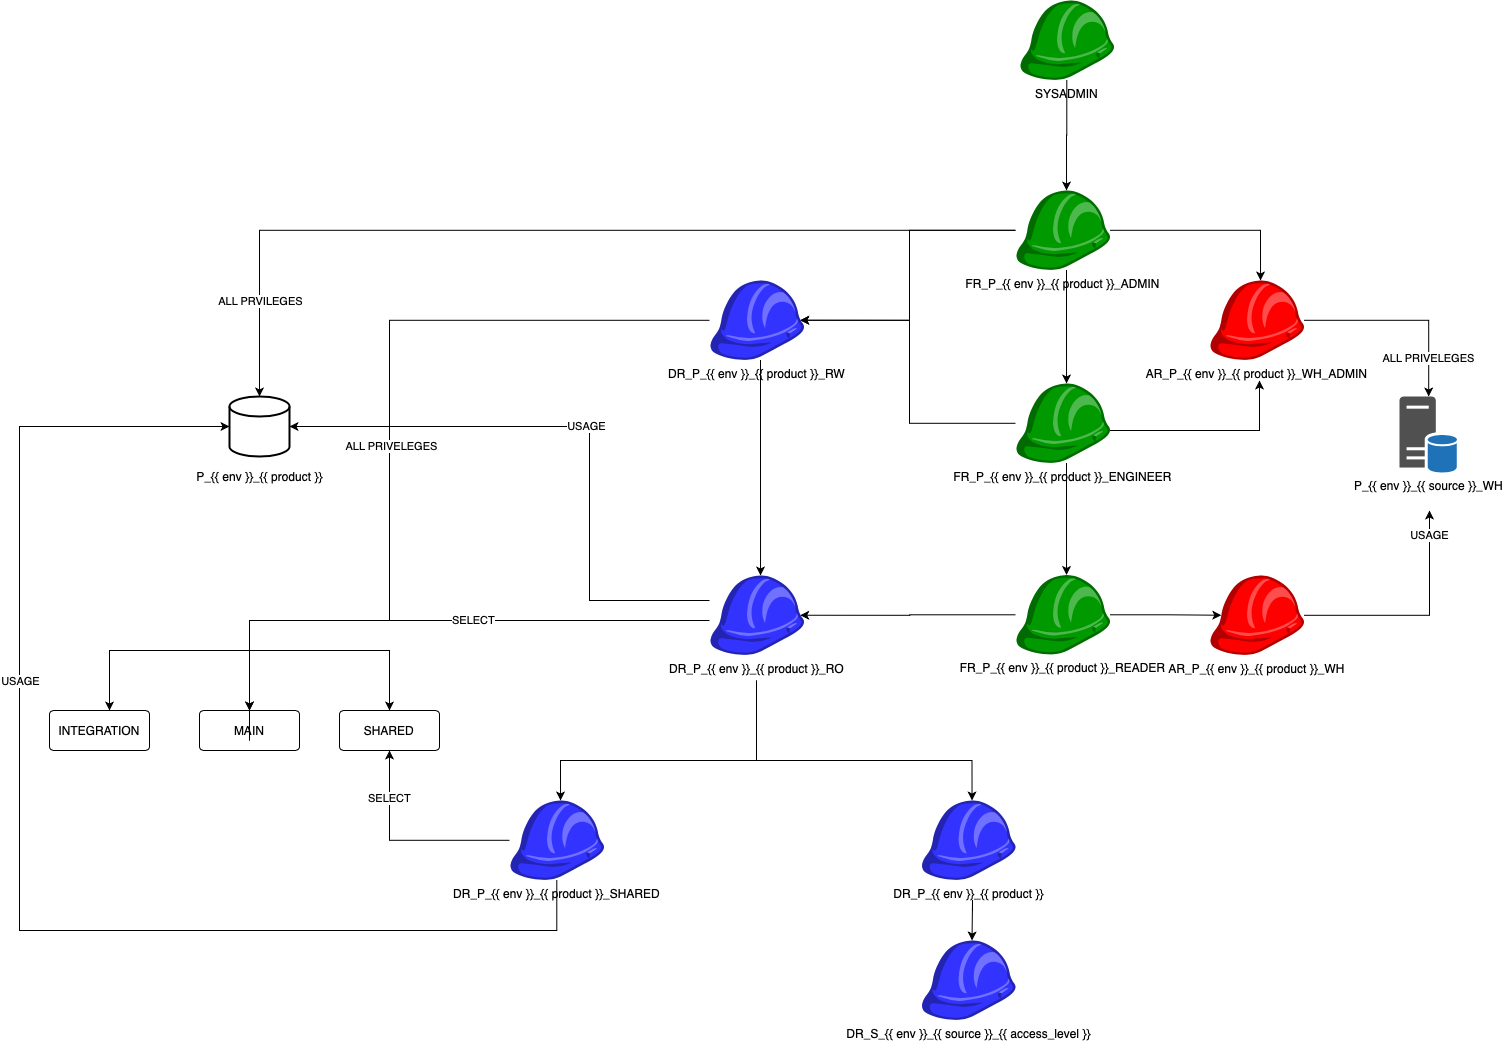 SYSADMIN
FR_P_{{ env }}_{{ product }}_ADMIN
ALL PRVILEGES
ALL PRIVELEGES
DR_P_{{ env }}_{{ product }}_RW
AR_P_{{ env }}_{{ product }}_WH_ADMIN
USAGE
ALL PRIVELEGES
P_{{ env }}_{{ product }}
FR_P_{{ env }}_{{ product }}_ENGINEER
P_{{ env }}_{{ source }}_WH
USAGE
SELECT
DR_P_{{ env }}_{{ product }}_RO
FR_P_{{ env }}_{{ product }}_READER
AR_P_{{ env }}_{{ product }}_WH
USAGE
INTEGRATION
MAIN
SHARED
SELECT
DR_P_{{ env }}_{{ product }}_SHARED
DR_P_{{ env }}_{{ product }}
DR_S_{{ env }}_{{ source }}_{{ access_level }}